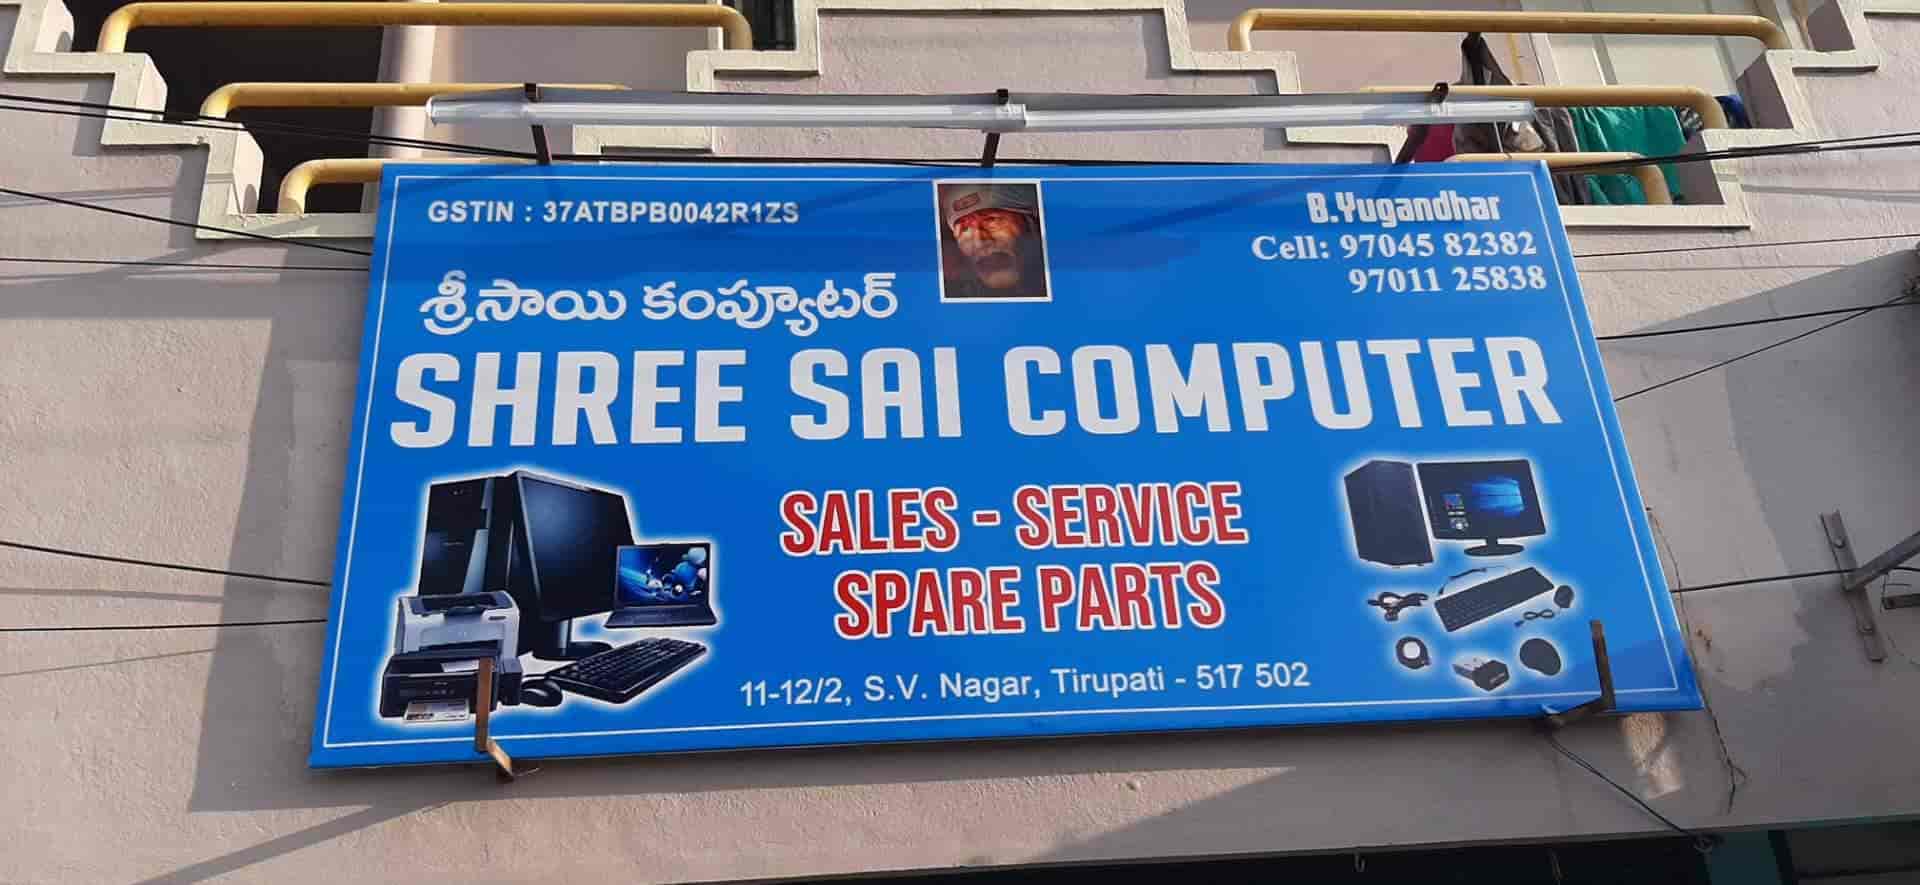 GSTIN : 37ATBPB0042R1ZS
B.Yugandhar
Cell: 97045 82382
97011 25838
శ్రీసాయి కంప్యూటర్
SHREE SAI COMPUTER
SALES - SERVICE
SPARE PARTS
11-12/2, S.V. Nagar, Tirupati - 517 502